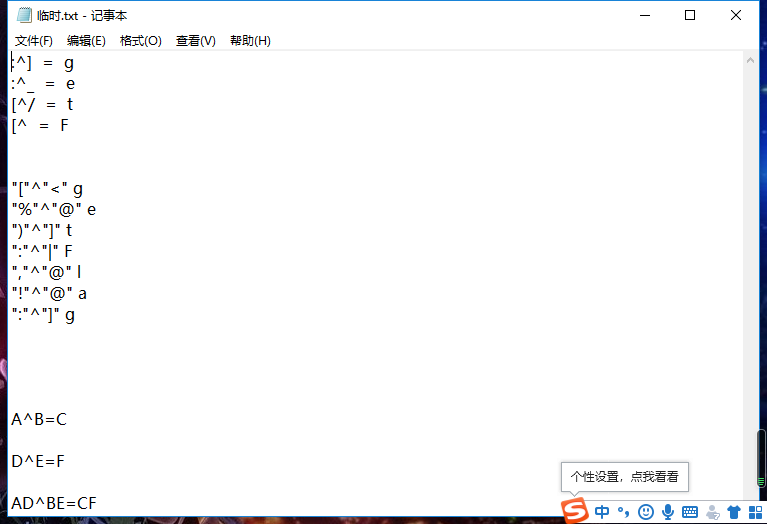 临时.txt - 记事本
文件(F) 编辑(E) 格式(O) 查看(V) 帮助(H)
:^] = g
:^_ = e
[^/ = t
[^ = F
"["^"<" g
"%"^"@" e
")"^"]" t
":"^"|" F
","^"@" l
"!"^"@" a
":"^"]" g
A^B=C
D^E=F
AD^BE=CF
个性设置，点我看看
S 中